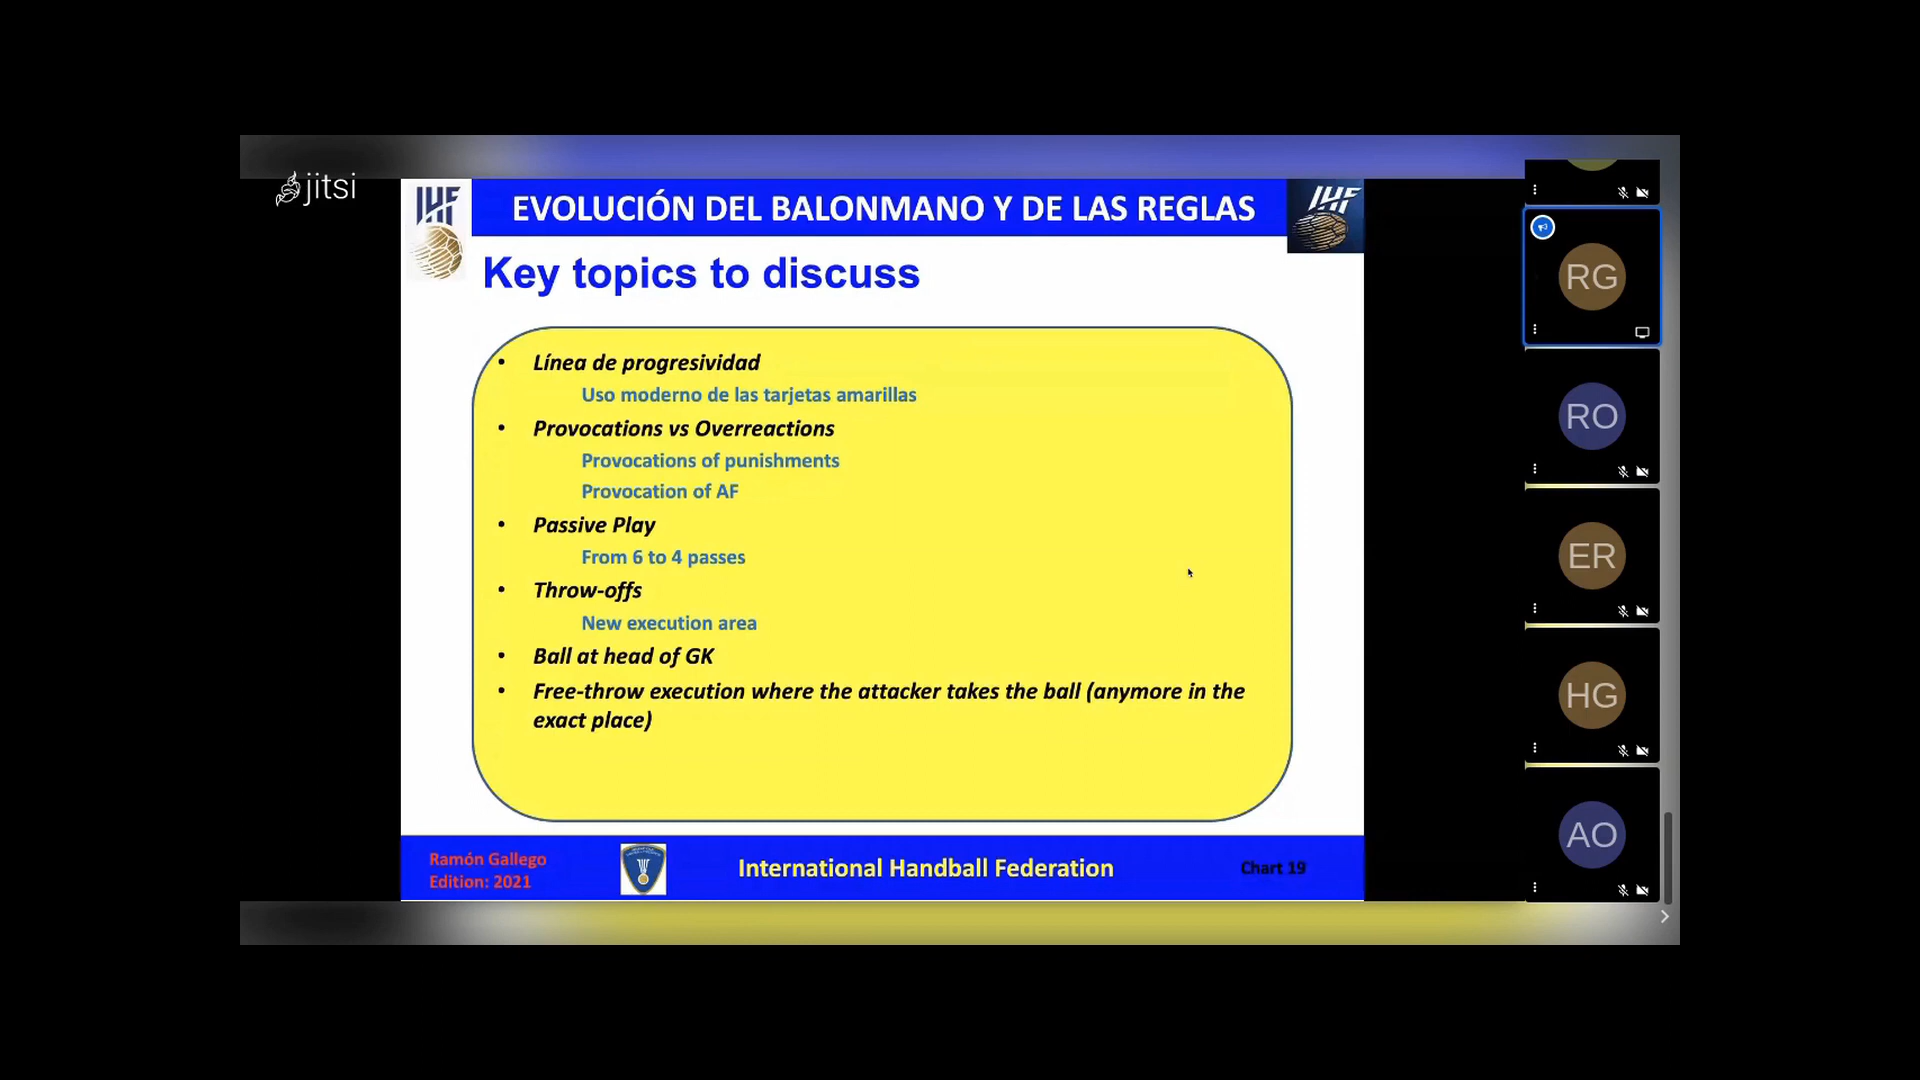 jitsi
IHF
EVOLUCIÓN DEL BALONMANO Y DE LAS REGLAS
IHF
Key topics to discuss
• Línea de progresividad
Uso moderno de las tarjetas amarillas
• Provocations vs Overreactions
Provocations of punishments
Provocation of AF
• Passive Play
From 6 to 4 passes
• Throw-offs
New execution area
• Ball at head of GK
• Free-throw execution where the attacker takes the ball (anymore in the
exact place)
Ramón Gallego
Edition: 2021
International Handball Federation
Chart 19
RG
RO
ER
HG
AO